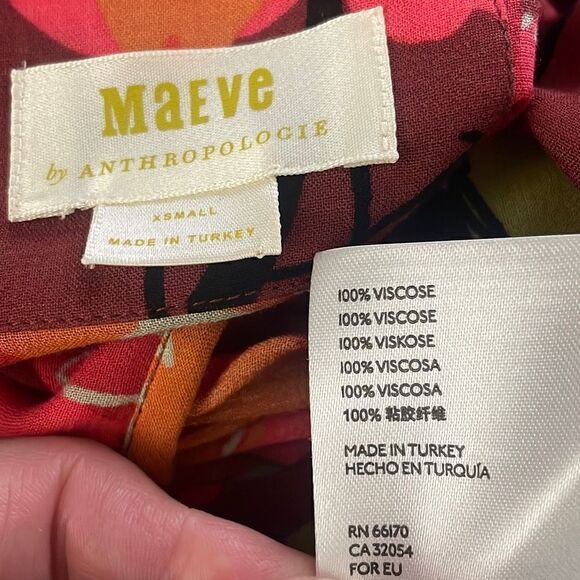 MaEve
by ANTHROPOLOGIE
XSMALL
MADE IN TURKEY
100% VISCOSE
100% VISCOSE
100% VISKOSE
100% VISCOSA
100% VISCOSA
100% 粘胶纤维
MADE IN TURKEY
HECHO EN TURQUÍA
RN 66170
CA 32054
FOR EU